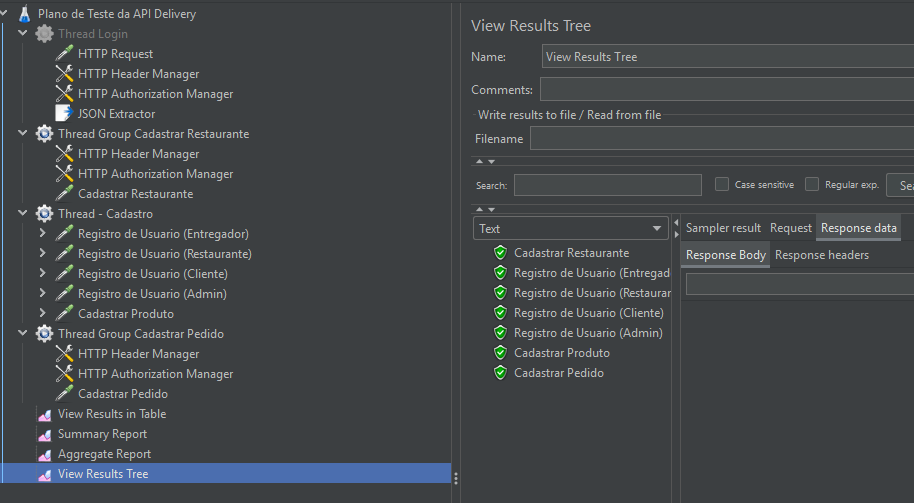 Plano de Teste da API Delivery
Thread Login
HTTP Request
HTTP Header Manager
HTTP Authorization Manager
JSON Extractor
Thread Group Cadastrar Restaurante
HTTP Header Manager
HTTP Authorization Manager
Cadastrar Restaurante
Thread - Cadastro
Registro de Usuario (Entregador)
Registro de Usuario (Restaurante)
Registro de Usuario (Cliente)
Registro de Usuario (Admin)
Cadastrar Produto
Thread Group Cadastrar Pedido
HTTP Header Manager
HTTP Authorization Manager
Cadastrar Pedido
View Results in Table
Summary Report
Aggregate Report
View Results Tree
View Results Tree
Name: View Results Tree
Comments:
Write results to file / Read from file
Filename
Search: Case sensitive Regular exp. Sea
Text
Cadastrar Restaurante
Registro de Usuario (Entregad
Registro de Usuario (Restaurar
Registro de Usuario (Cliente)
Registro de Usuario (Admin)
Cadastrar Produto
Cadastrar Pedido
Sampler result Request Response data
Response Body Response headers